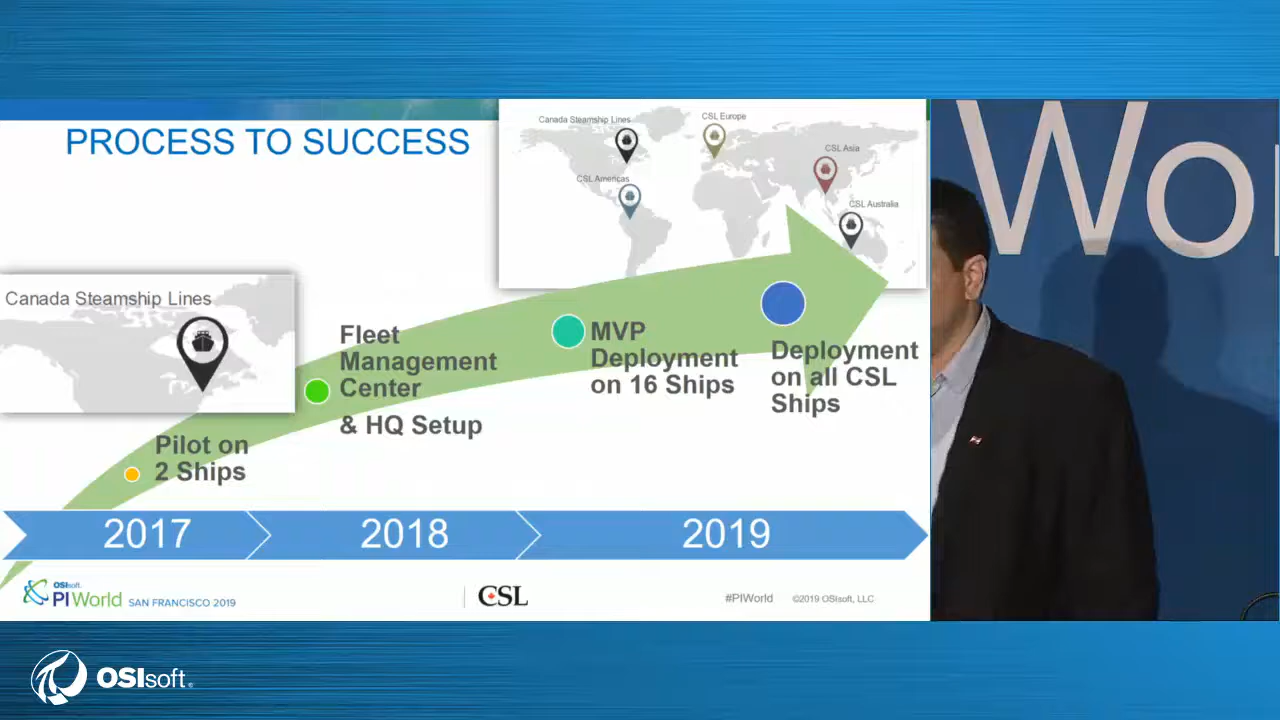 PROCESS TO SUCCESS
Canada Steamship Lines
CSL Europe
CSL Asia
CSL Americas
CSL Australia
Canada Steamship Lines
Fleet
Management
Center
& HQ Setup
MVP
Deployment
on 16 Ships
Deployment
on all CSL
Ships
Pilot on
2 Ships
2017
2018
2019
OSIsoft.
PI World SAN FRANCISCO 2019
CSL
#PIWorld
©2019 OSIsoft, LLC
Wo
OSIsoft.